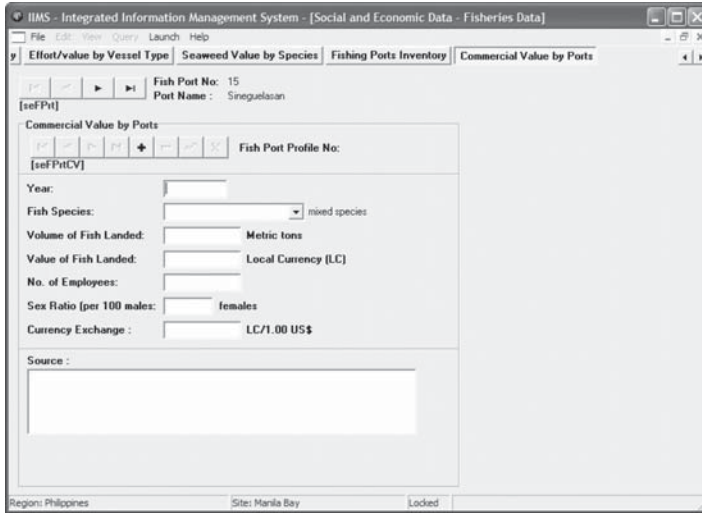 IIMS - Integrated Information Management System - [Social and Economic Data - Fisheries Data]
File Edit View Query Launch Help
y Effort/value by Vessel Type Seaweed Value by Species Fishing Ports Inventory Commercial Value by Ports
Fish Port No: 15
Port Name : Sineguelasan
[seFPrt]
Commercial Value by Ports
Fish Port Profile No:
[seFPrtCV]
Year:
Fish Species: mixed species
Volume of Fish Landed: Metric tons
Value of Fish Landed: Local Currency (LC)
No. of Employees:
Sex Ratio (per 100 males: females
Currency Exchange : LC/1.00 US$
Source :
Region: Philippines Site: Manila Bay Locked